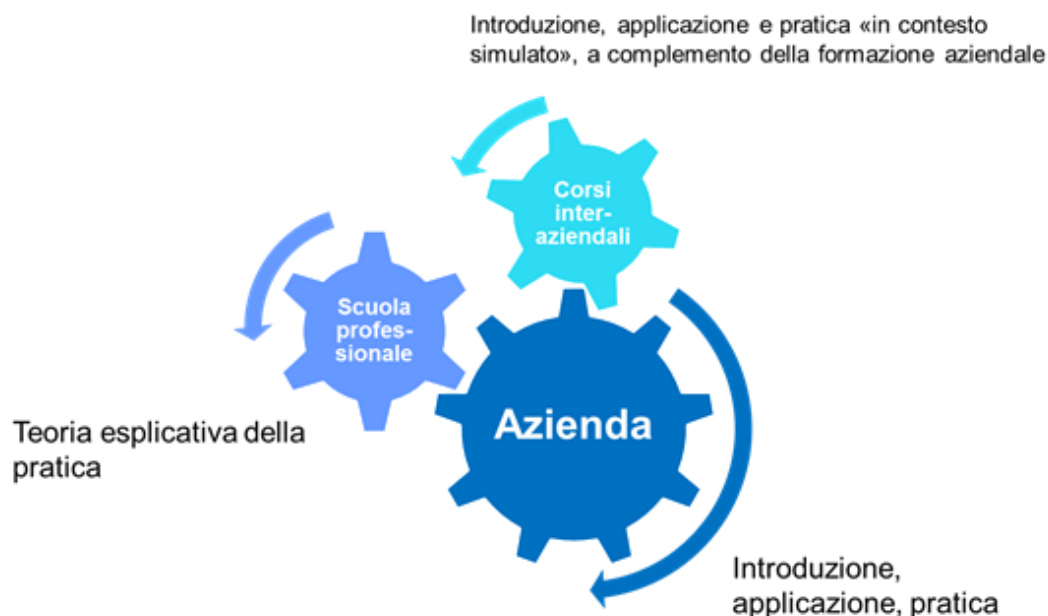 Introduzione, applicazione e pratica «in contesto
simulato», a complemento della formazione aziendale
Corsi
inter-
aziendali
Scuola
profes-
sionale
Azienda
Teoria esplicativa della
pratica
Introduzione,
applicazione, pratica